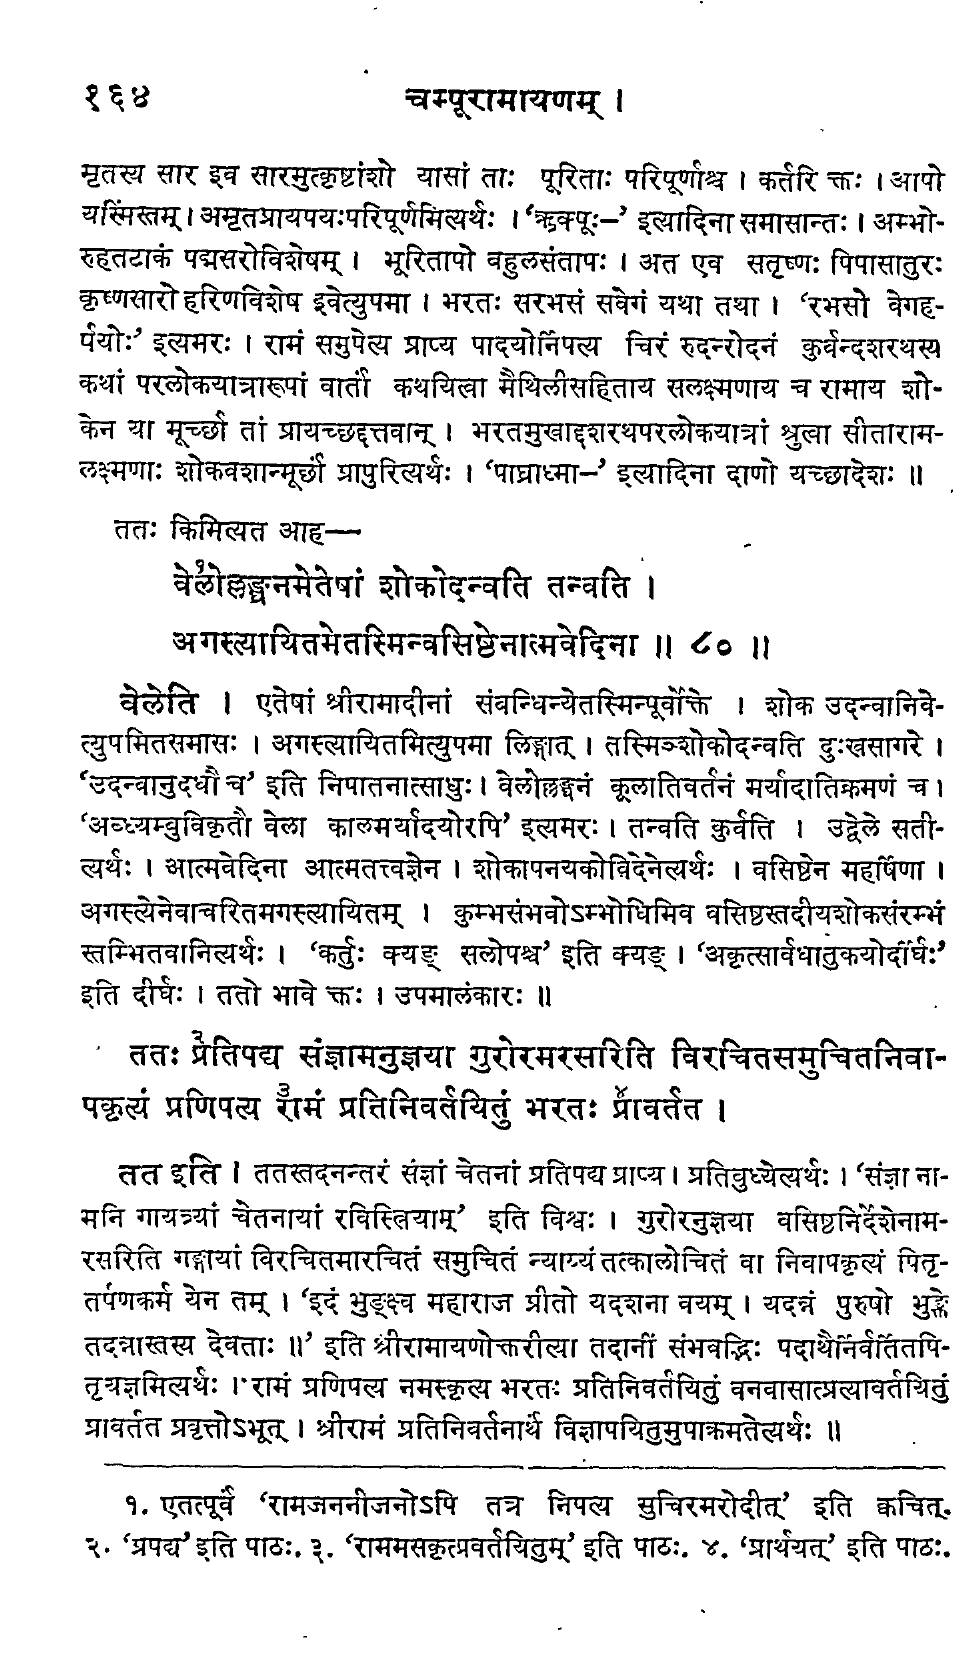 १६४ चम्पूरामायणम् ।
मृतस्य सार इव सारमुत्कृष्टांशो यासां ताः पूरिताः परिपूर्णाश्च । कर्तरि क्तः । आपो
यस्मिंस्तम् । अमृतप्रायपयःपरिपूर्णमित्यर्थः । ‘ऋक्पूः–’ इत्यादिना समासान्तः । अम्भो-
रुहतटाकं पद्मसरोविशेषम् । भूरितापो बहुलसंतापः । अत एव सतृष्णः पिपासातुरः
कृष्णसारो हरिणविशेष इवेत्युपमा । भरतः सरभसं सवेगं यथा तथा । ‘रभसो वेगह-
र्षयोः’ इत्यमरः । रामं समुपेत्य प्राप्य पादयोर्निपत्य चिरं रुदन्रोदनं कुर्वन्दशरथस्य
कथां परलोकयात्रारूपां वार्तां कथयित्वा मैथिलीसहिताय सलक्ष्मणाय च रामाय शो-
केन या मूर्च्छा तां प्रायच्छद्दत्तवान् । भरतमुखाद्दशरथपरलोकयात्रां श्रुत्वा सीताराम-
लक्ष्मणाः शोकवशान्मूर्छां प्रापुरित्यर्थः । ‘पाघ्राध्मा–’ इत्यादिना दाणो यच्छादेशः ॥
ततः किमित्यत आह—
वेलो१ल्लङ्घनमेतेषां शोकोदन्वति तन्वति ।
अगस्त्यायितमेतस्मिन्वसिष्ठेनात्मवेदिना ॥ ८० ॥
वेलेति । एतेषां श्रीरामादीनां संबन्धिन्येतस्मिन्पूर्वोक्ते । शोक उदन्वानिवे-
त्युपमितसमासः । अगस्त्यायितमित्युपमा लिङ्गात् । तस्मिञ्शोकोदन्वति दुःखसागरे ।
‘उदन्वानुदधौ च’ इति निपातनात्साधुः । वेलोल्लङ्घनं कूलातिवर्तनं मर्यादातिक्रमणं च ।
‘अब्ध्यम्बुविकृतौ वेला कालमर्यादयोरपि’ इत्यमरः । तन्वति कुर्वति । उद्वेले सती-
त्यर्थः । आत्मवेदिना आत्मतत्त्वज्ञेन । शोकापनयकोविदेनेत्यर्थः । वसिष्ठेन महर्षिणा ।
अगस्त्येनेवाचरितमगस्त्यायितम् । कुम्भसंभवोऽम्भोधिमिव वसिष्ठस्तदीयशोकसंरम्भं
स्तम्भितवानित्यर्थः । ‘कर्तुः क्यङ् सलोपश्च’ इति क्यङ् । ‘अकृत्सार्वधातुकयोर्दीर्घः’
इति दीर्घः । ततो भावे क्तः । उपमालंकारः ॥
ततः प्र२तिपद्य संज्ञामनुज्ञया गुरोरमरसरिति विरचितसमुचितनिवा-
पकृत्यं प्रणिपत्य रा३मं प्रतिनिवर्तयितुं भरतः प्रा४वर्तत ।
तत इति । ततस्तदनन्तरं संज्ञां चेतनां प्रतिपद्य प्राप्य । प्रतिबुध्येत्यर्थः । ‘संज्ञा ना-
मनि गायत्र्यां चेतनायां रविस्त्रियाम्’ इति विश्वः । गुरोरनुज्ञया वसिष्ठनिर्देशेनाम-
रसरिति गङ्गायां विरचितमारचितं समुचितं न्याय्यं तत्कालोचितं वा निवापकृत्यं पितृ-
तर्पणकर्म येन तम् । ‘इदं भुङ्क्ष्व महाराज प्रीतो यदशना वयम् । यदन्नं पुरुषो भुङ्क्ते
तदन्नास्तस्य देवताः ॥’ इति श्रीरामायणोक्तरीत्या तदानीं संभवद्भिः पदार्थैर्निर्वर्तितपि-
तृयज्ञमित्यर्थः । रामं प्रणिपत्य नमस्कृत्य भरतः प्रतिनिवर्तयितुं वनवासात्प्रत्यावर्तयितुं
प्रावर्तत प्रवृत्तोऽभूत् । श्रीरामं प्रतिनिवर्तनार्थं विज्ञापयितुमुपाक्रमतेत्यर्थः ॥
१. एतत्पूर्वं ‘रामजननीजनोऽपि तत्र निपत्य सुचिरमरोदीत्’ इति क्वचित्.
२. ‘प्रपद्य’ इति पाठः. ३. ‘राममसकृत्प्रवर्तयितुम्’ इति पाठः. ४. ‘प्रार्थयत्’ इति पाठः.